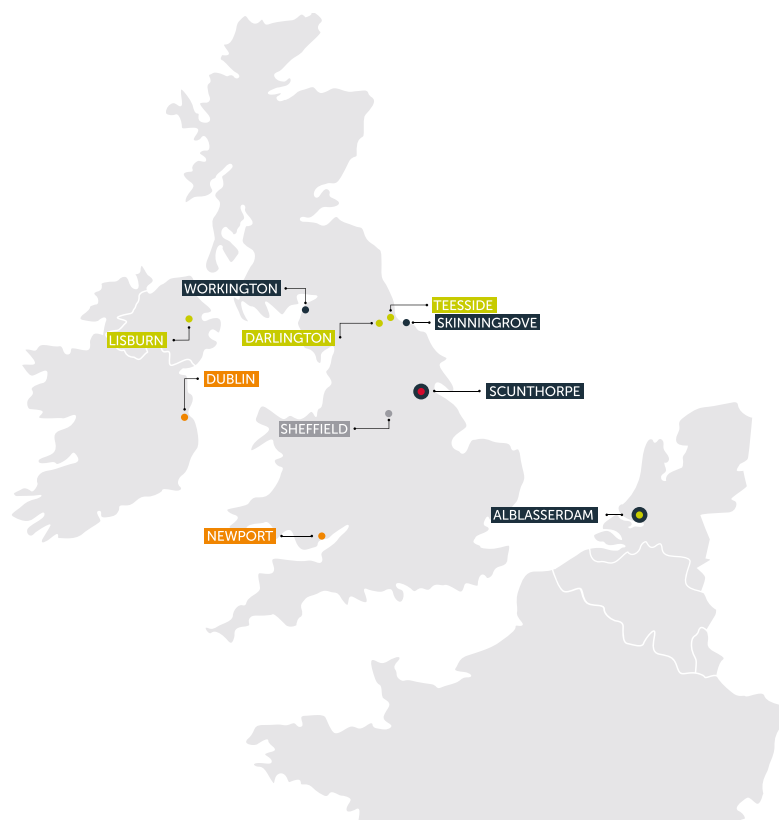 WORKINGTON
TEESSIDE
SKINNINGROVE
LISBURN
DARLINGTON
DUBLIN
SCUNTHORPE
SHEFFIELD
ALBLASSERDAM
NEWPORT